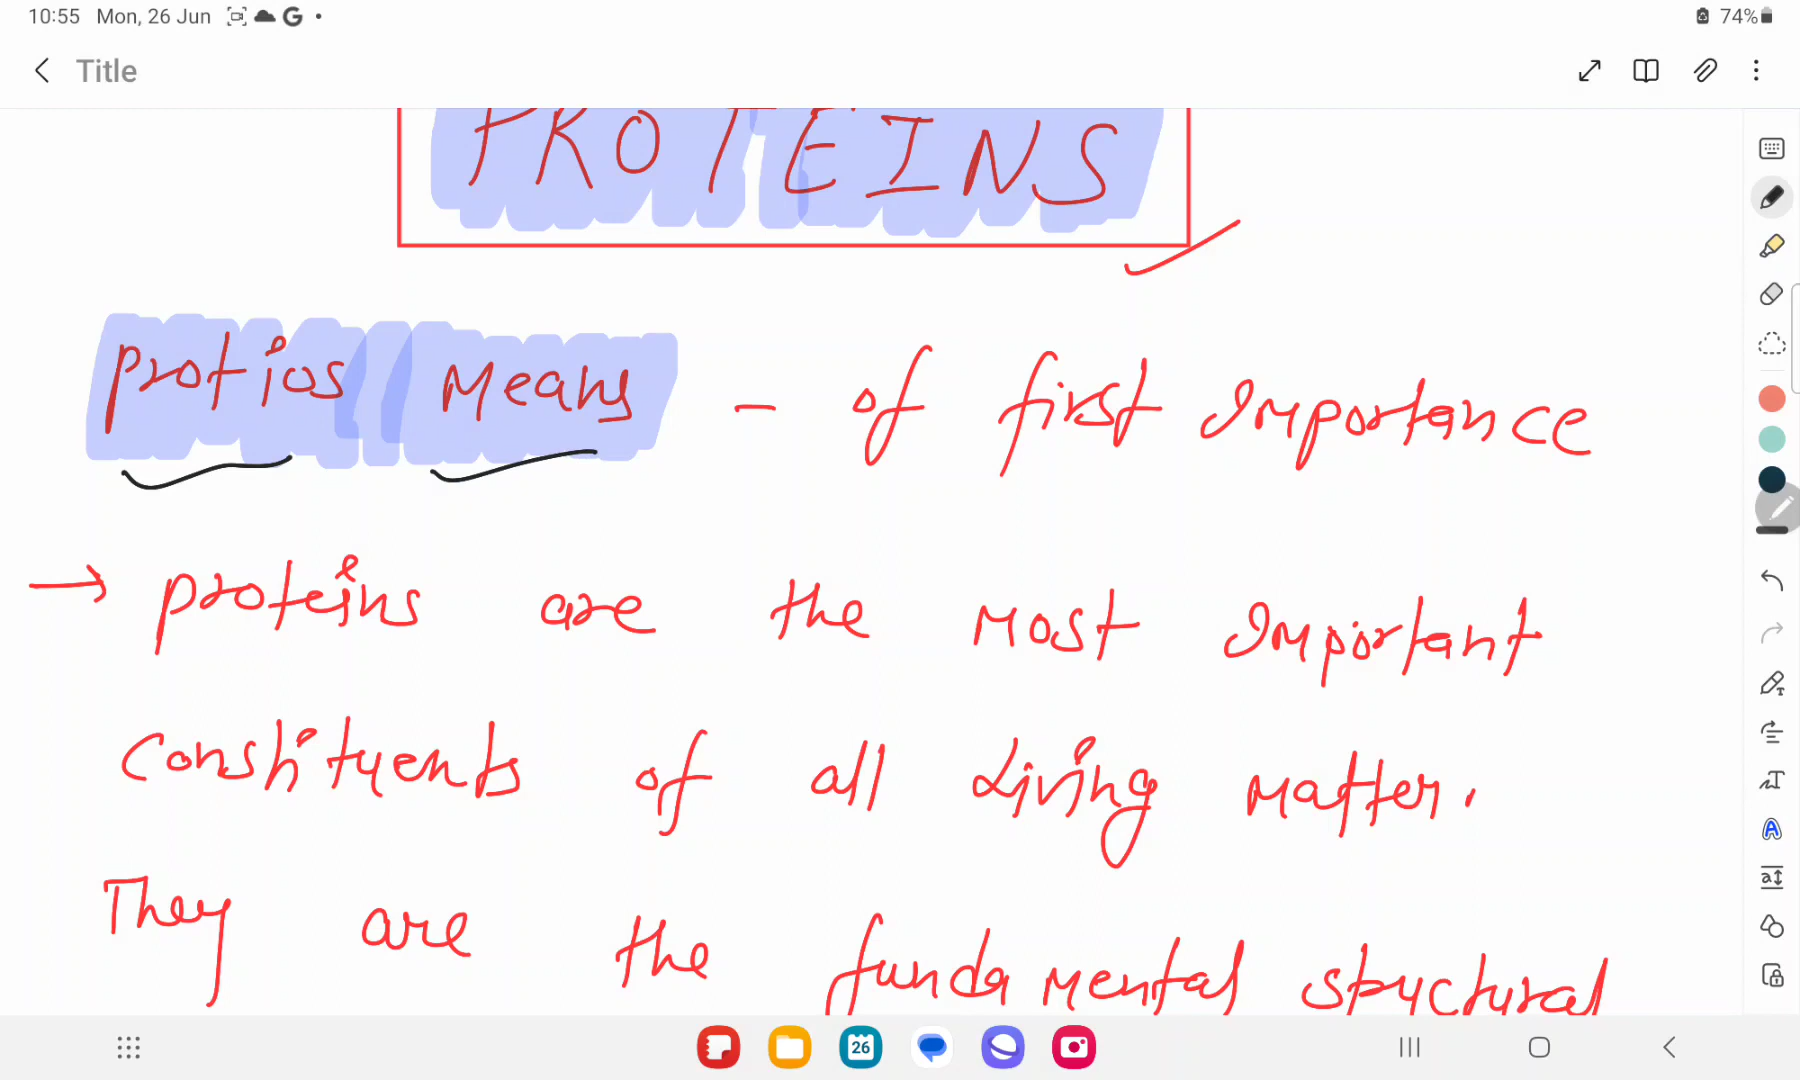 10:55 Mon, 26 Jun G 74%
Title
PROTEINS
protios Means - of first Importance
→ proteins are the Most Important
constituents of all Living Matter.
They are the fundamental structural
26